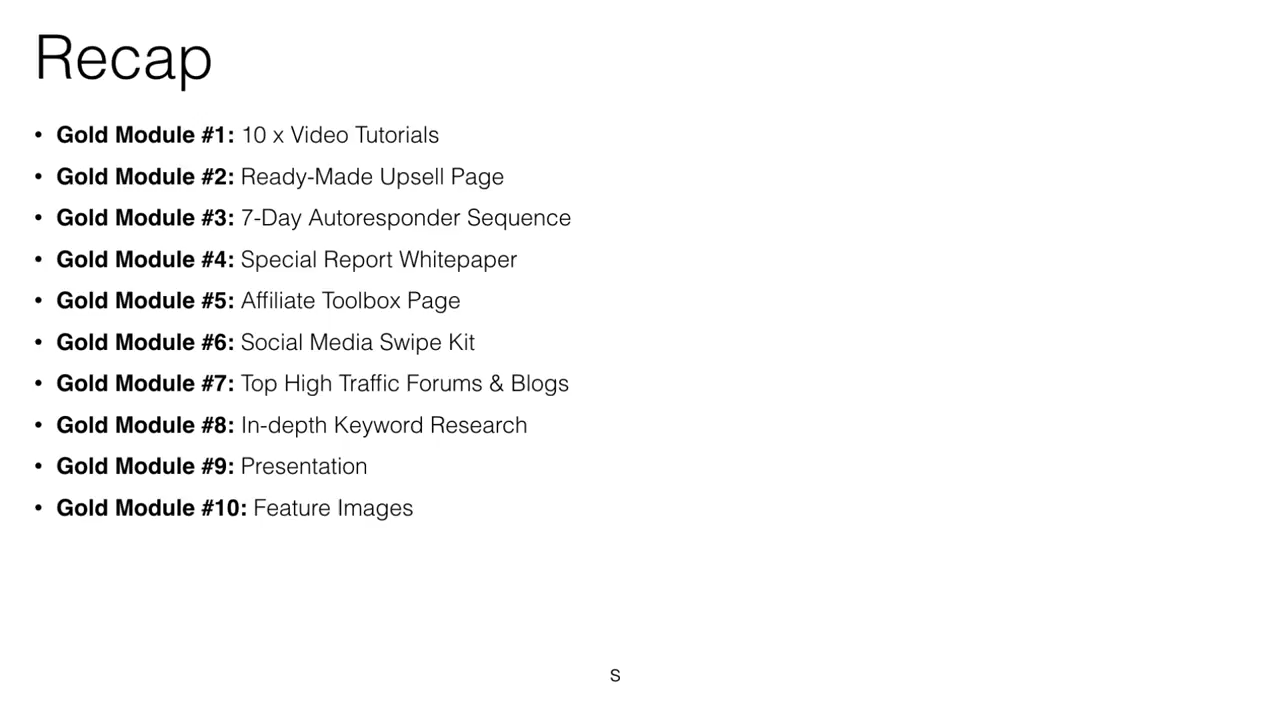 Recap
• Gold Module #1: 10 x Video Tutorials
• Gold Module #2: Ready-Made Upsell Page
• Gold Module #3: 7-Day Autoresponder Sequence
• Gold Module #4: Special Report Whitepaper
• Gold Module #5: Affiliate Toolbox Page
• Gold Module #6: Social Media Swipe Kit
• Gold Module #7: Top High Traffic Forums & Blogs
• Gold Module #8: In-depth Keyword Research
• Gold Module #9: Presentation
• Gold Module #10: Feature Images
S